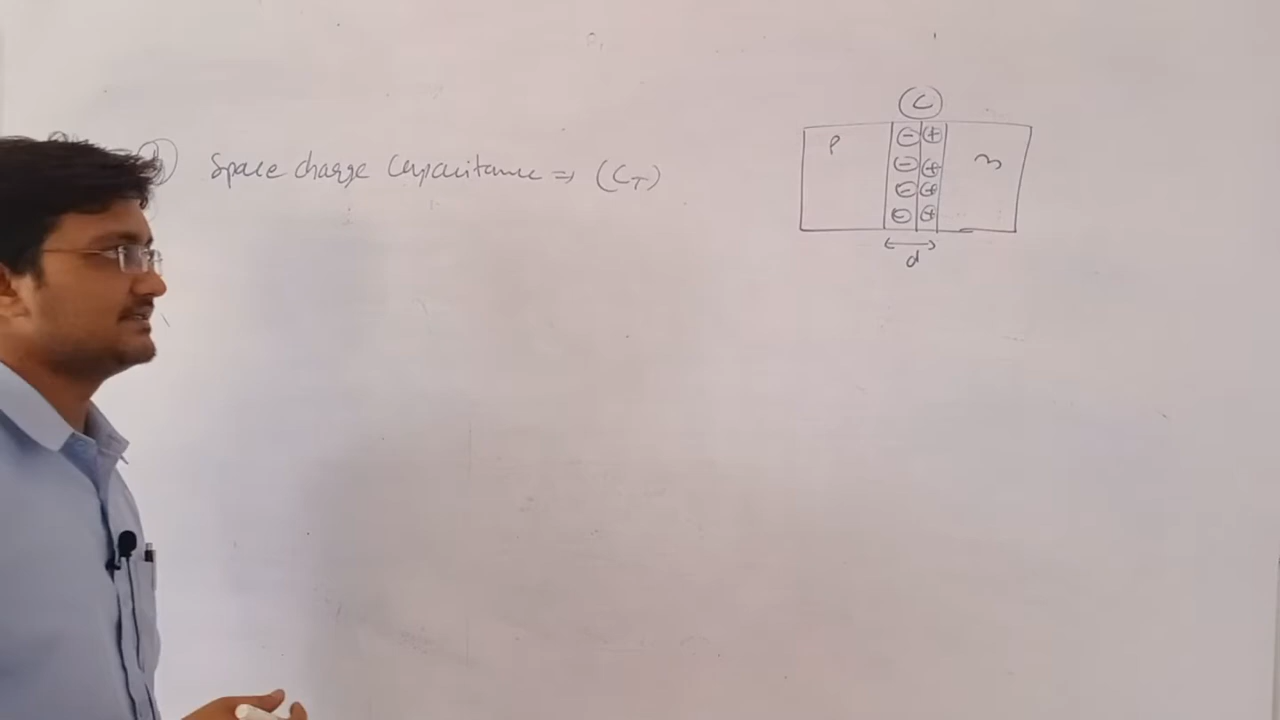 Space charge Capacitance ⇒ (C_T)
C
P ⊖ ⊕ n
⊖ ⊕
⊖ ⊕
⊖ ⊕
d